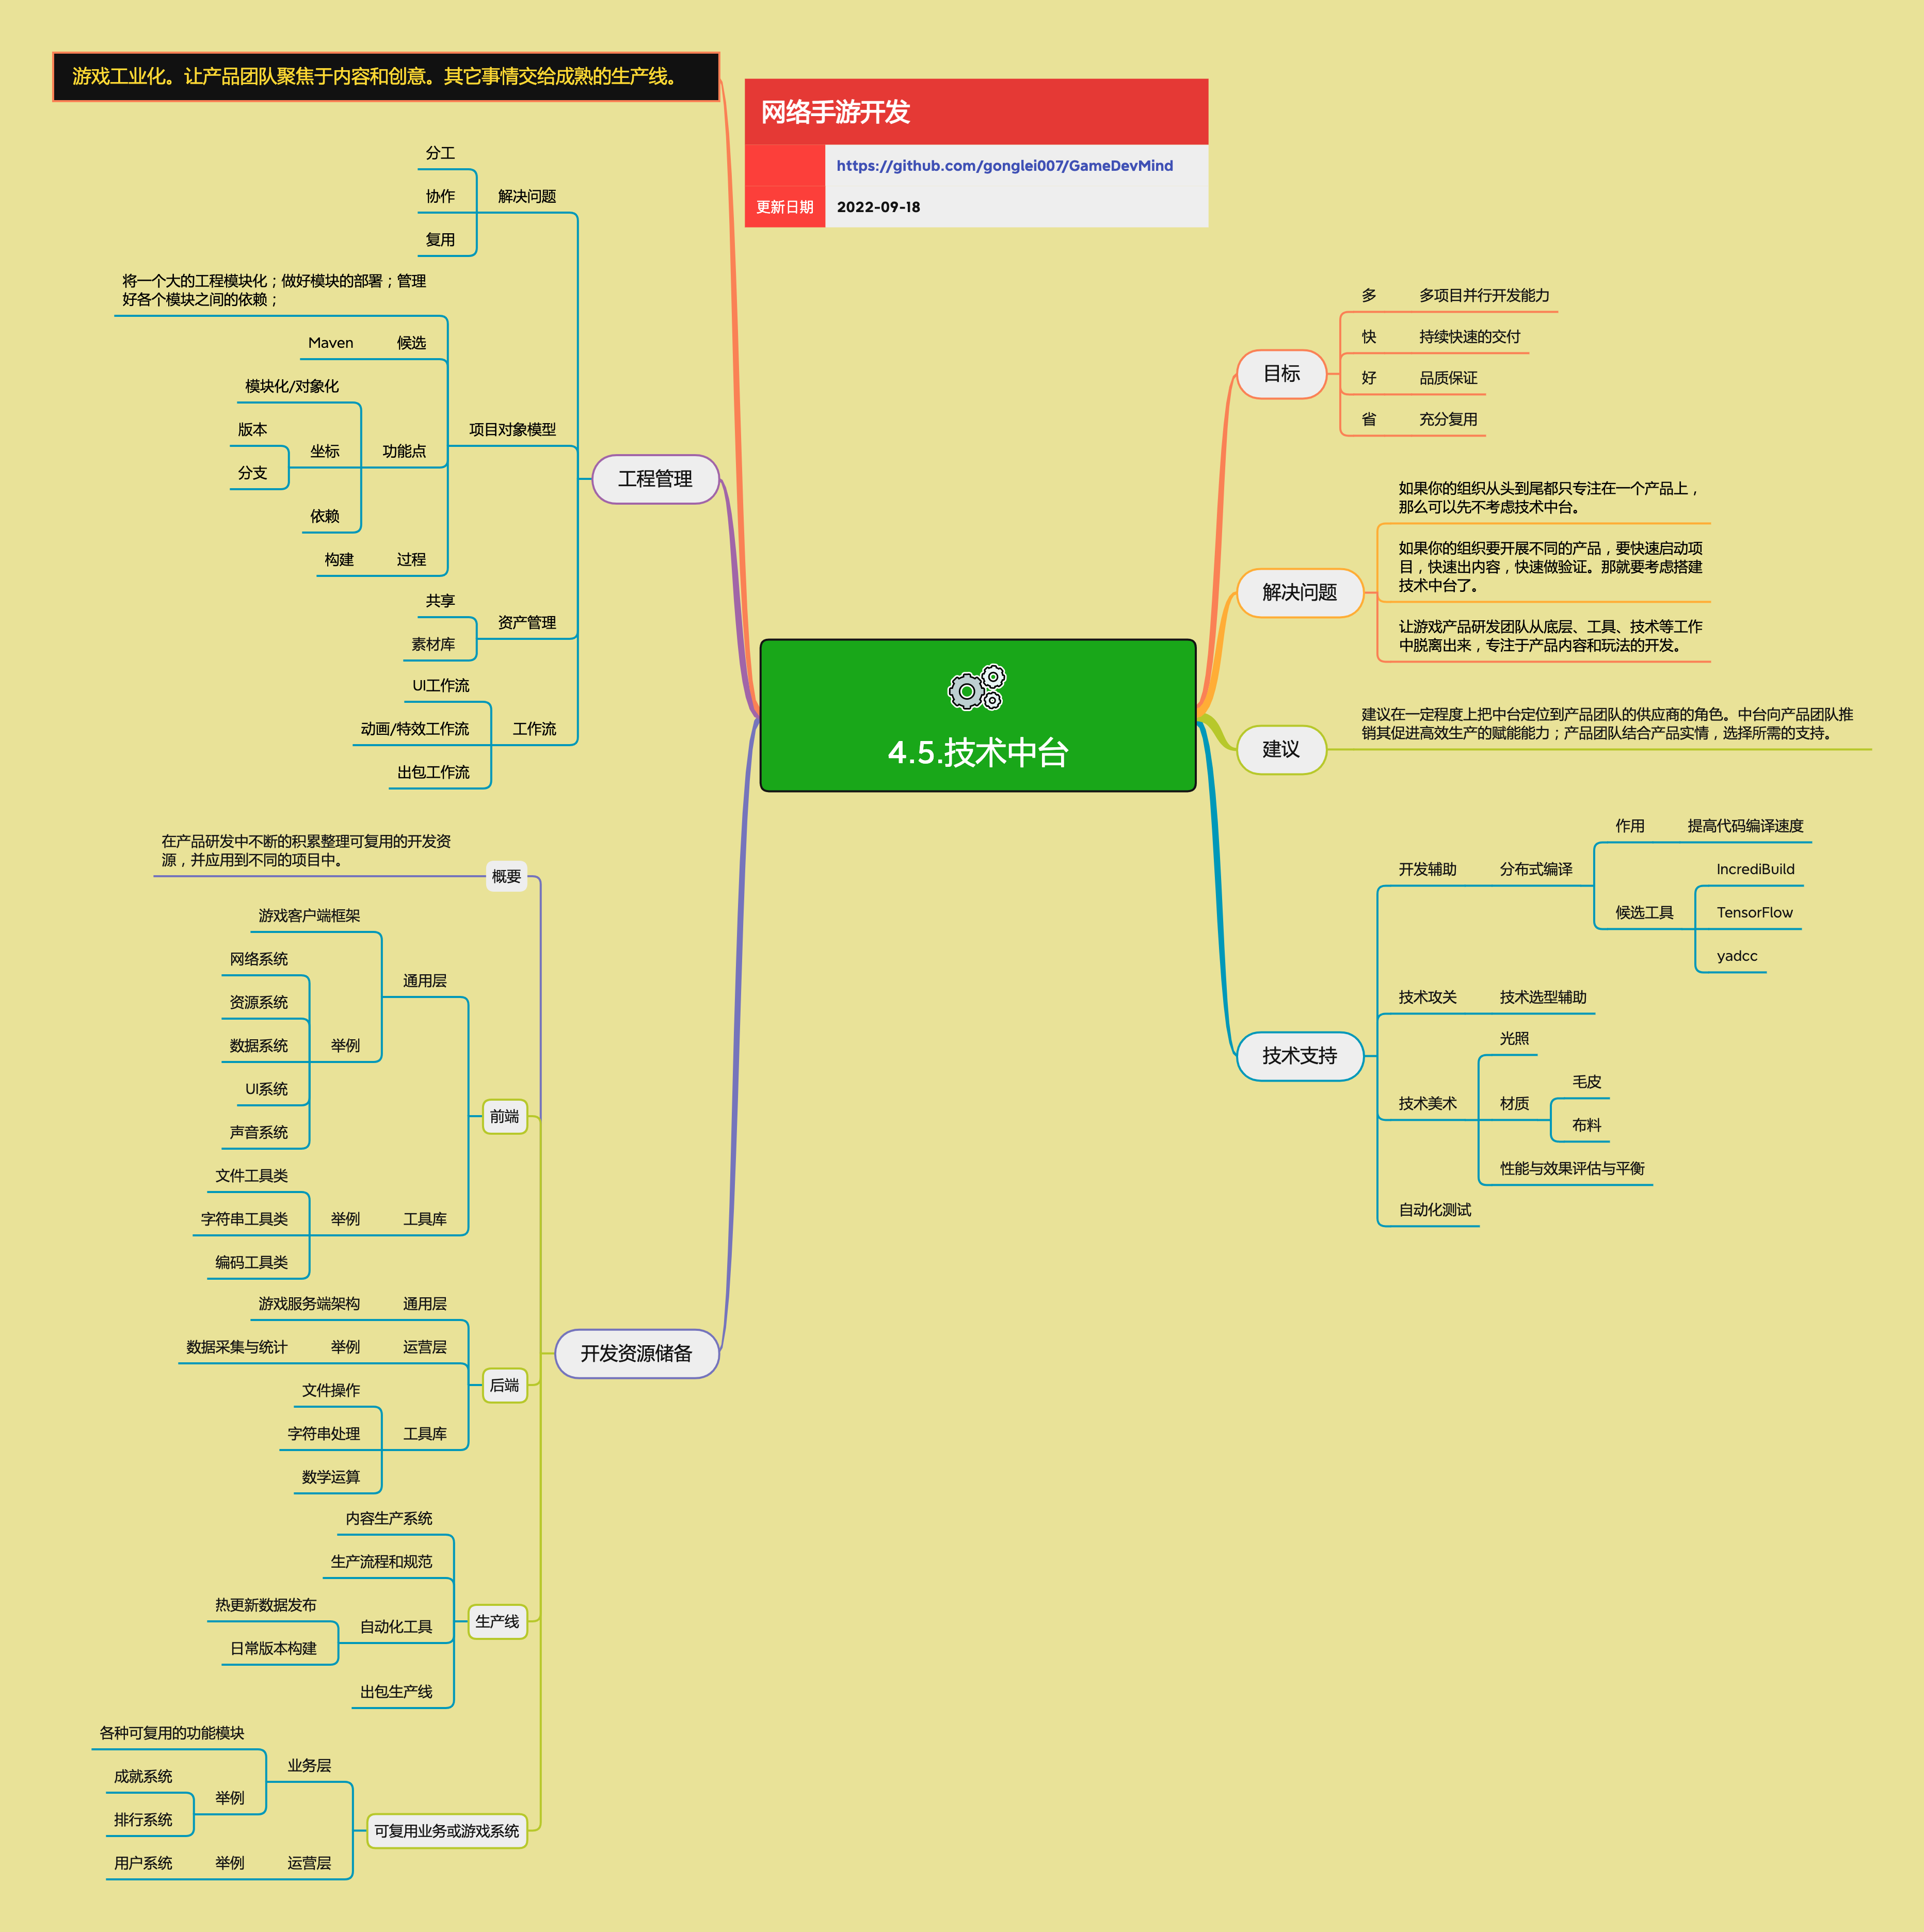 游戏工业化。让产品团队聚焦于内容和创意。其它事情交给成熟的生产线。
网络手游开发
https://github.com/gonglei007/GameDevMind
更新日期
2022-09-18
4.5.技术中台
目标
多
多项目并行开发能力
快
持续快速的交付
好
品质保证
省
充分复用
解决问题
如果你的组织从头到尾都只专注在一个产品上，
那么可以先不考虑技术中台。
如果你的组织要开展不同的产品，要快速启动项
目，快速出内容，快速做验证。那就要考虑搭建
技术中台了。
让游戏产品研发团队从底层、工具、技术等工作
中脱离出来，专注于产品内容和玩法的开发。
建议
建议在一定程度上把中台定位到产品团队的供应商的角色。中台向产品团队推
销其促进高效生产的赋能能力；产品团队结合产品实情，选择所需的支持。
技术支持
开发辅助
分布式编译
作用
提高代码编译速度
候选工具
IncrediBuild
TensorFlow
yadcc
技术攻关
技术选型辅助
技术美术
光照
材质
毛皮
布料
性能与效果评估与平衡
自动化测试
工程管理
解决问题
分工
协作
复用
项目对象模型
将一个大的工程模块化；做好模块的部署；管理
好各个模块之间的依赖；
候选
Maven
功能点
模块化/对象化
坐标
版本
分支
依赖
过程
构建
资产管理
共享
素材库
工作流
UI工作流
动画/特效工作流
出包工作流
开发资源储备
概要
在产品研发中不断的积累整理可复用的开发资
源，并应用到不同的项目中。
前端
通用层
游戏客户端框架
举例
网络系统
资源系统
数据系统
UI系统
声音系统
工具库
举例
文件工具类
字符串工具类
编码工具类
后端
通用层
游戏服务端架构
运营层
举例
数据采集与统计
工具库
文件操作
字符串处理
数学运算
生产线
内容生产系统
生产流程和规范
自动化工具
热更新数据发布
日常版本构建
出包生产线
可复用业务或游戏系统
业务层
各种可复用的功能模块
举例
成就系统
排行系统
运营层
举例
用户系统